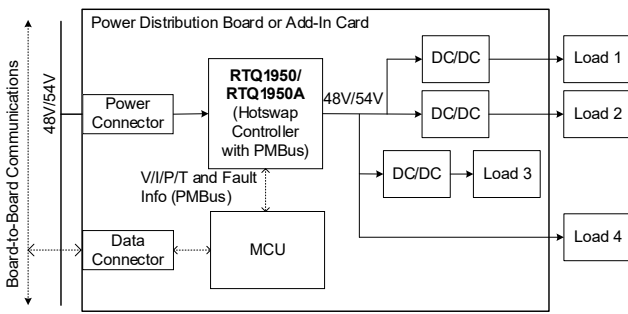 Power Distribution Board or Add-In Card
Board-to-Board Communications
48V/54V
Power
Connector
RTQ1950/
RTQ1950A
(Hotswap
Controller
with PMBus)
48V/54V
DC/DC
Load 1
DC/DC
Load 2
DC/DC
Load 3
Load 4
V/I/P/T and Fault
Info (PMBus)
Data
Connector
MCU